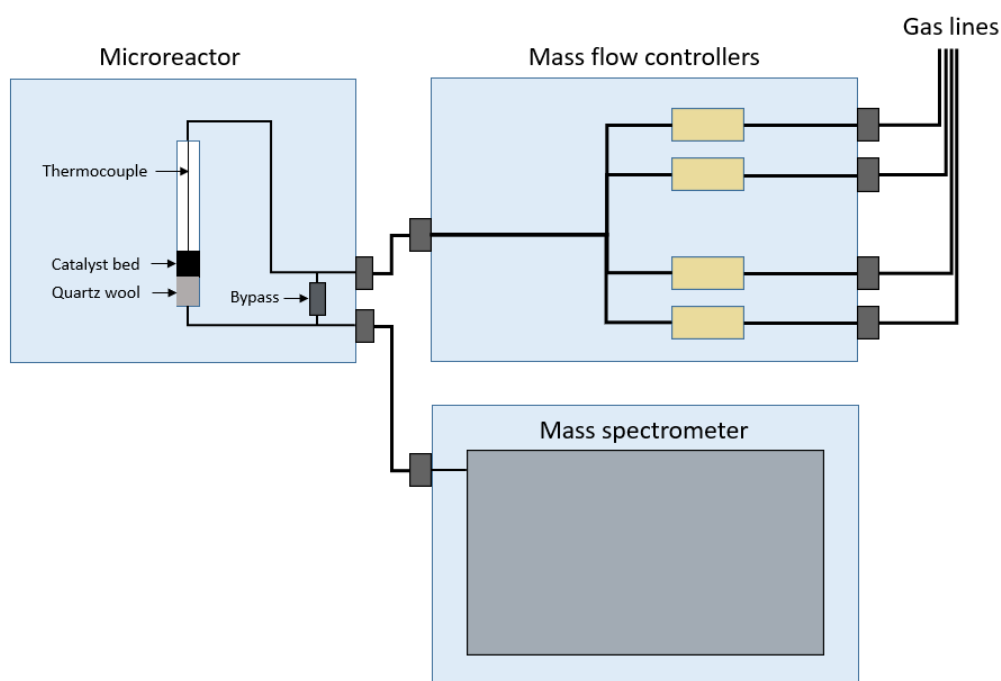 Gas lines
Microreactor
Mass flow controllers
Thermocouple
Catalyst bed
Quartz wool
Bypass
Mass spectrometer